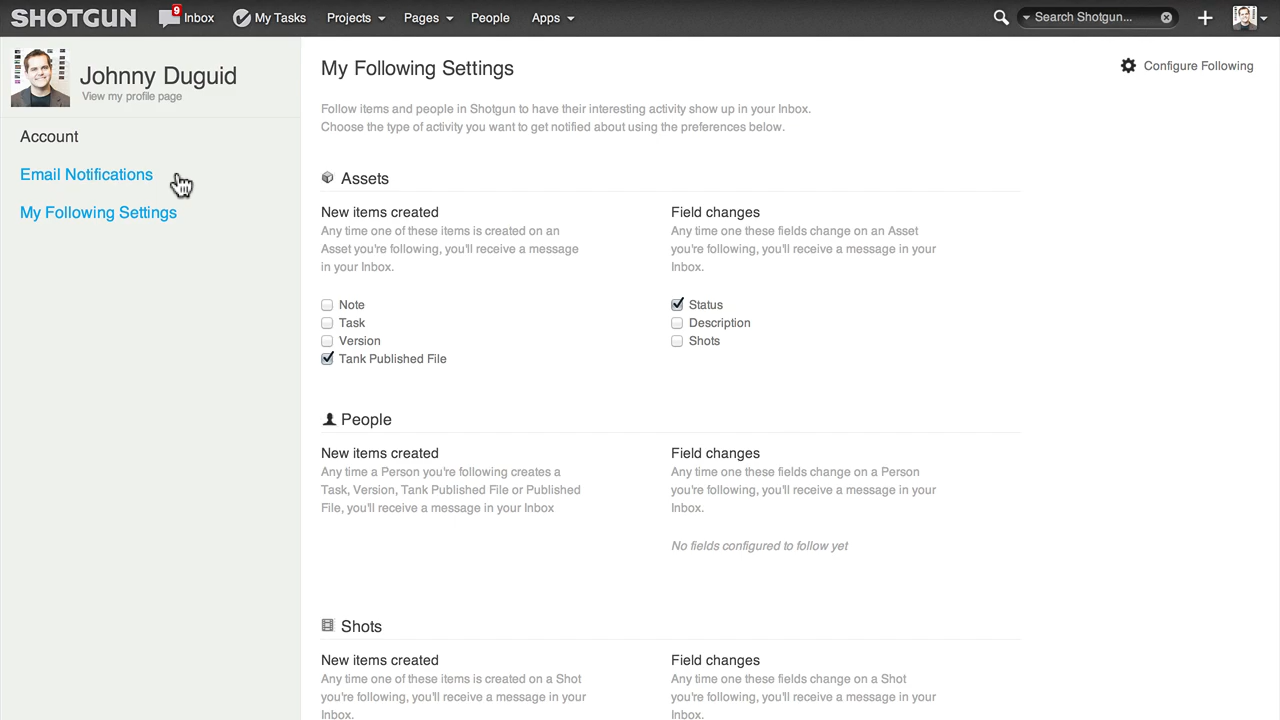 SHOTGUN 9 Inbox My Tasks Projects Pages People Apps Search Shotgun...
Johnny Duguid
View my profile page
Account
Email Notifications
My Following Settings
My Following Settings
Configure Following
Follow items and people in Shotgun to have their interesting activity show up in your Inbox.
Choose the type of activity you want to get notified about using the preferences below.
Assets
New items created
Any time one of these items is created on an
Asset you're following, you'll receive a message
in your Inbox.
Note
Task
Version
Tank Published File
Field changes
Any time one these fields change on an Asset
you're following, you'll receive a message in your
Inbox.
Status
Description
Shots
People
New items created
Any time a Person you're following creates a
Task, Version, Tank Published File or Published
File, you'll receive a message in your Inbox
Field changes
Any time one these fields change on a Person
you're following, you'll receive a message in your
Inbox.
No fields configured to follow yet
Shots
New items created
Any time one of these items is created on a Shot
you're following, you'll receive a message in your
Inbox.
Field changes
Any time one these fields change on a Shot
you're following, you'll receive a message in your
Inbox.